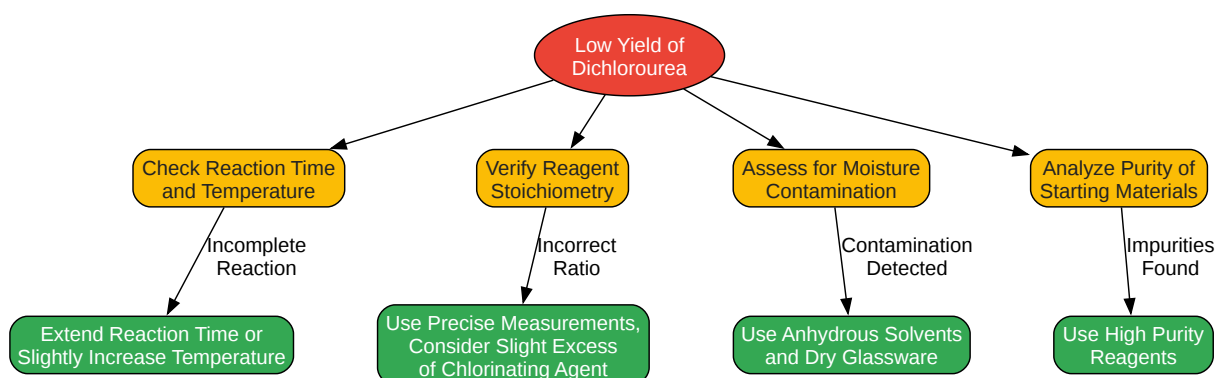 Low Yield of
Dichlorourea
Check Reaction Time
and Temperature
Verify Reagent
Stoichiometry
Assess for Moisture
Contamination
Analyze Purity of
Starting Materials
Incomplete
Reaction
Incorrect
Ratio
Contamination
Detected
Impurities
Found
Extend Reaction Time or
Slightly Increase Temperature
Use Precise Measurements,
Consider Slight Excess
of Chlorinating Agent
Use Anhydrous Solvents
and Dry Glassware
Use High Purity
Reagents